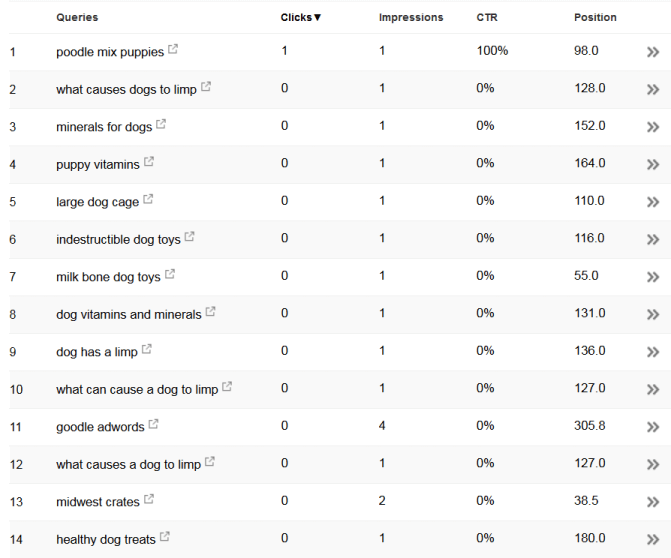 Queries Clicks▼ Impressions CTR Position
1 poodle mix puppies 1 1 100% 98.0
2 what causes dogs to limp 0 1 0% 128.0
3 minerals for dogs 0 1 0% 152.0
4 puppy vitamins 0 1 0% 164.0
5 large dog cage 0 1 0% 110.0
6 indestructible dog toys 0 1 0% 116.0
7 milk bone dog toys 0 1 0% 55.0
8 dog vitamins and minerals 0 1 0% 131.0
9 dog has a limp 0 1 0% 136.0
10 what can cause a dog to limp 0 1 0% 127.0
11 goodle adwords 0 4 0% 305.8
12 what causes a dog to limp 0 1 0% 127.0
13 midwest crates 0 2 0% 38.5
14 healthy dog treats 0 1 0% 180.0